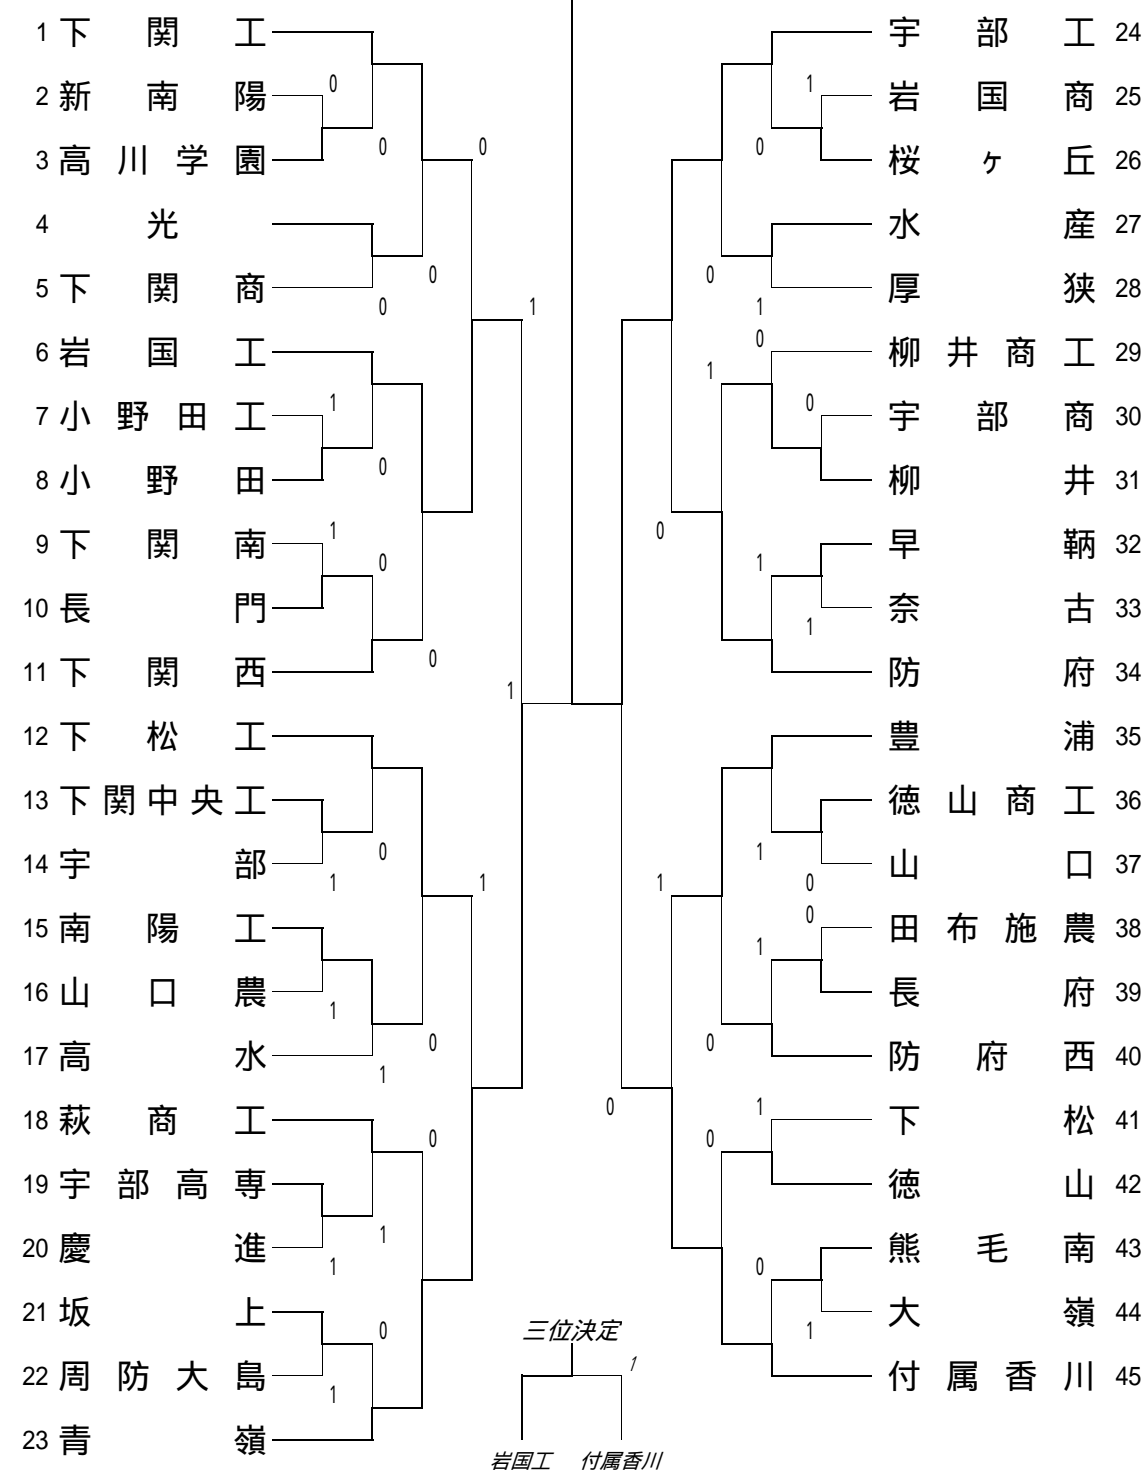 1 下関工
0
2 新南陽
3 高川学園
0
0
4 光
0
5 下関商
0
1
6 岩国工
7 小野田工
1
8 小野田
0
9 下関南
1
0
10 長門
11 下関西
0
1
12 下松工
13 下関中央工
14 宇部
0
1
1
15 南陽工
16 山口農
1
17 高水
0
1
18 萩商工
0
19 宇部高専
20 慶進
1
1
21 坂上
0
22 周防大島
1
23 青嶺
宇部工 24
1
岩国商 25
桜ヶ丘 26
0
水産 27
0
厚狭 28
1
0
柳井商工 29
1
0
宇部商 30
柳井 31
0
早鞆 32
1
奈古 33
1
防府 34
豊浦 35
徳山商工 36
1
山口 37
1
0
0
田布施農 38
1
長府 39
防府西 40
0
0
1
下松 41
0
徳山 42
熊毛南 43
0
大嶺 44
1
付属香川 45
三位決定
1
岩国工 付属香川